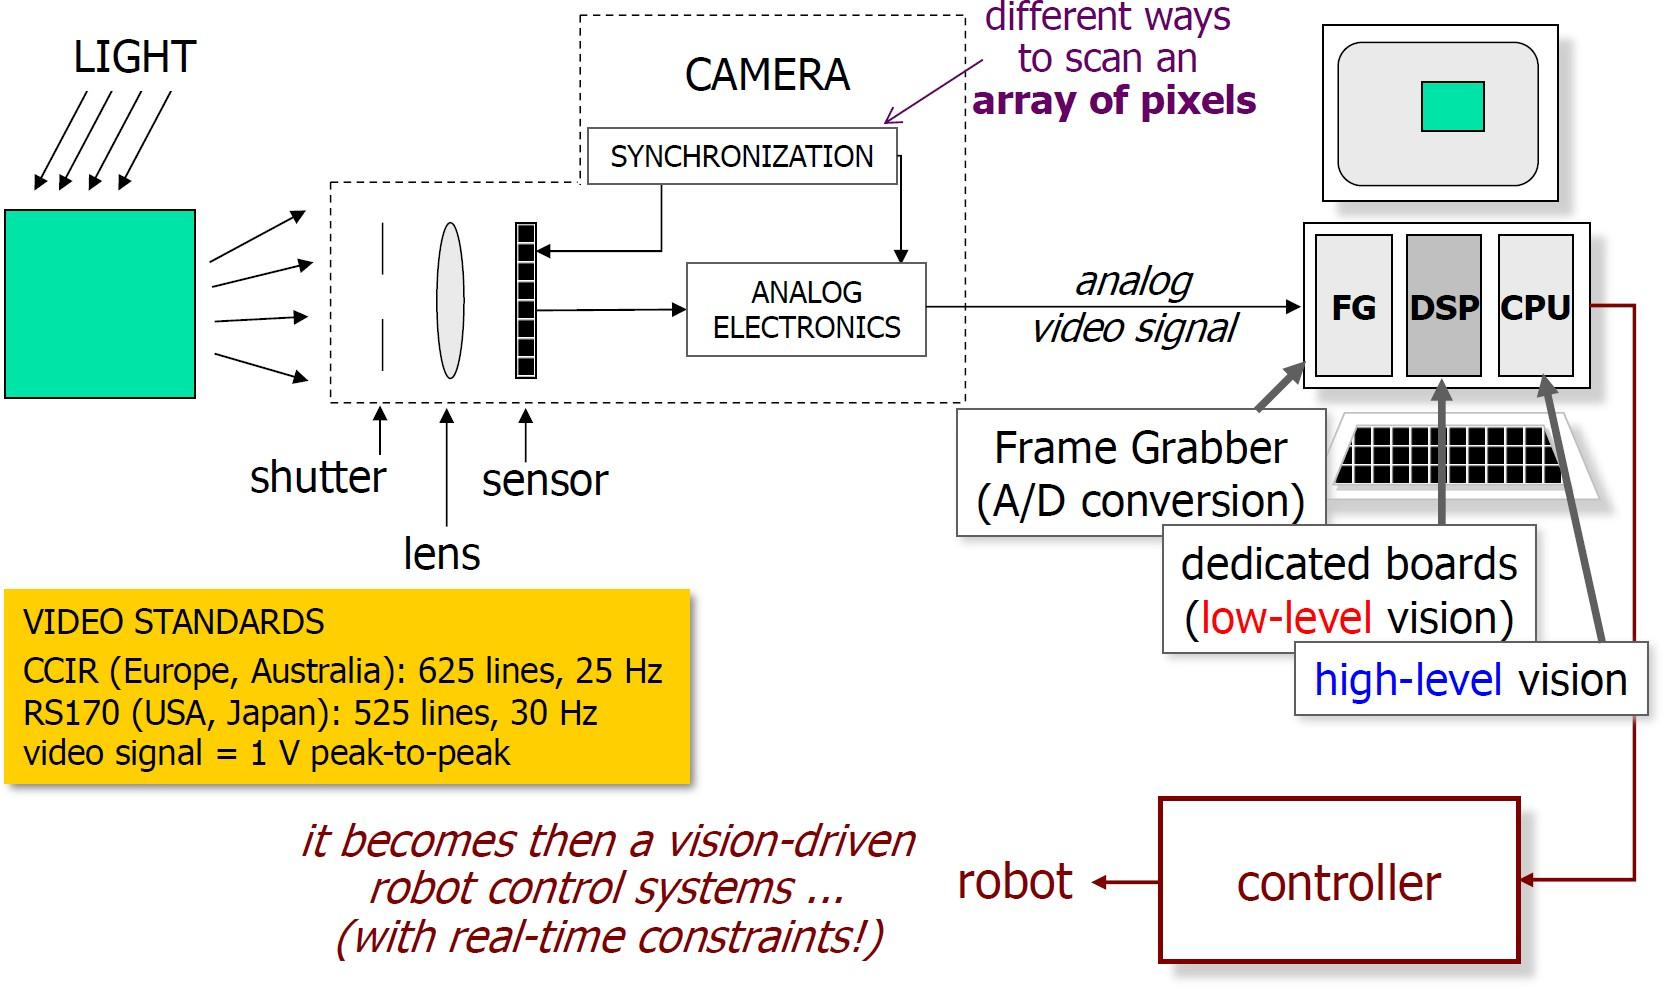 LIGHT
CAMERA
different ways
to scan an
array of pixels
SYNCHRONIZATION
ANALOG
ELECTRONICS
analog
video signal
FG
DSP
CPU
shutter
lens
sensor
Frame Grabber
(A/D conversion)
dedicated boards
(low-level vision)
high-level vision
VIDEO STANDARDS
CCIR (Europe, Australia): 625 lines, 25 Hz
RS170 (USA, Japan): 525 lines, 30 Hz
video signal = 1 V peak-to-peak
it becomes then a vision-driven
robot control systems ...
(with real-time constraints!)
robot
controller